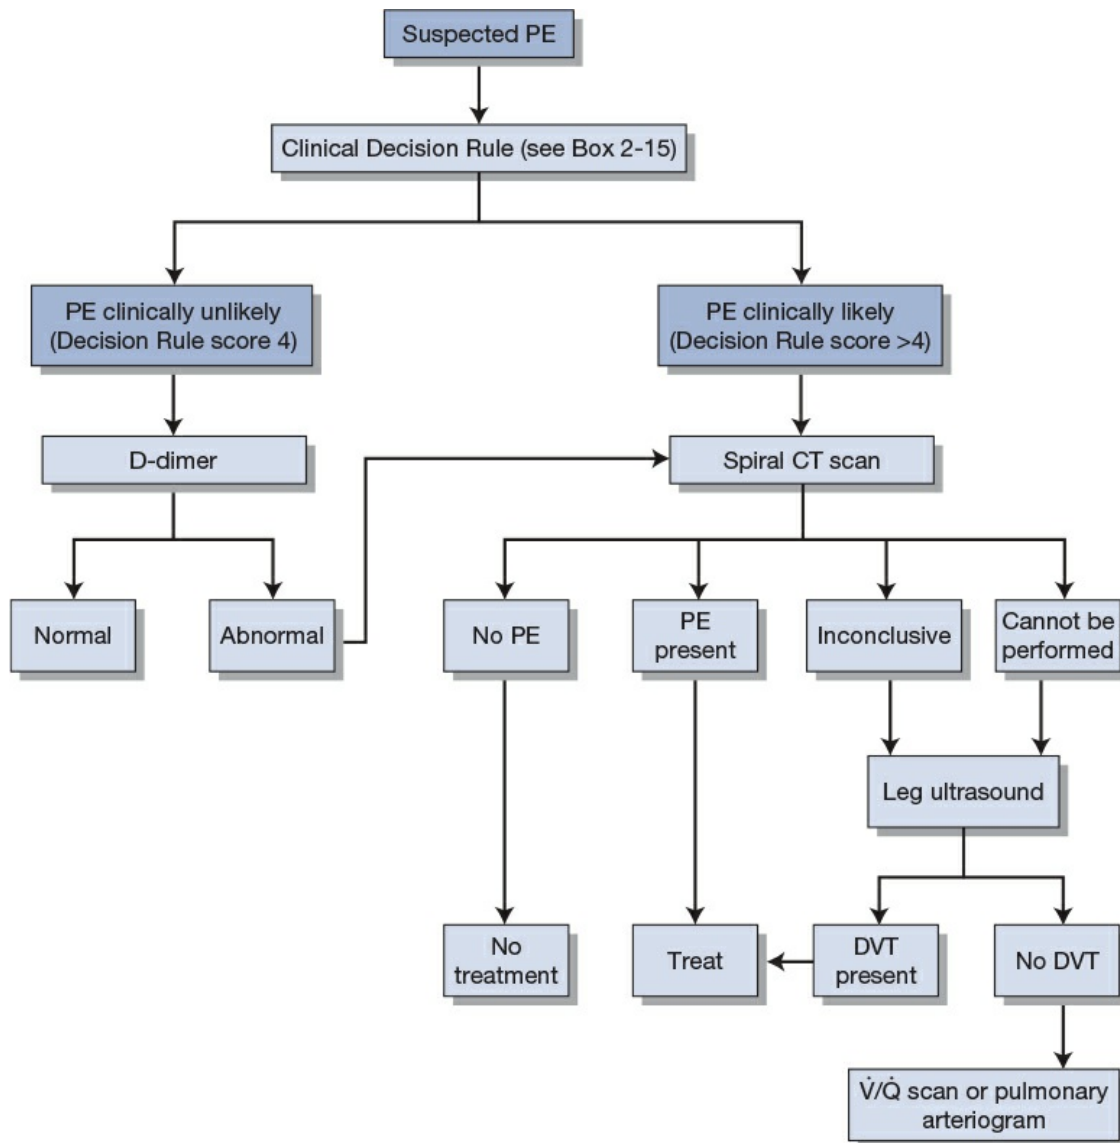 Suspected PE
Clinical Decision Rule (see Box 2-15)
PE clinically unlikely
(Decision Rule score 4)
PE clinically likely
(Decision Rule score >4)
D-dimer
Spiral CT scan
Normal
Abnormal
No PE
PE
present
Inconclusive
Cannot be
performed
Leg ultrasound
No
treatment
Treat
DVT
present
No DVT
V̇/Q̇ scan or pulmonary
arteriogram